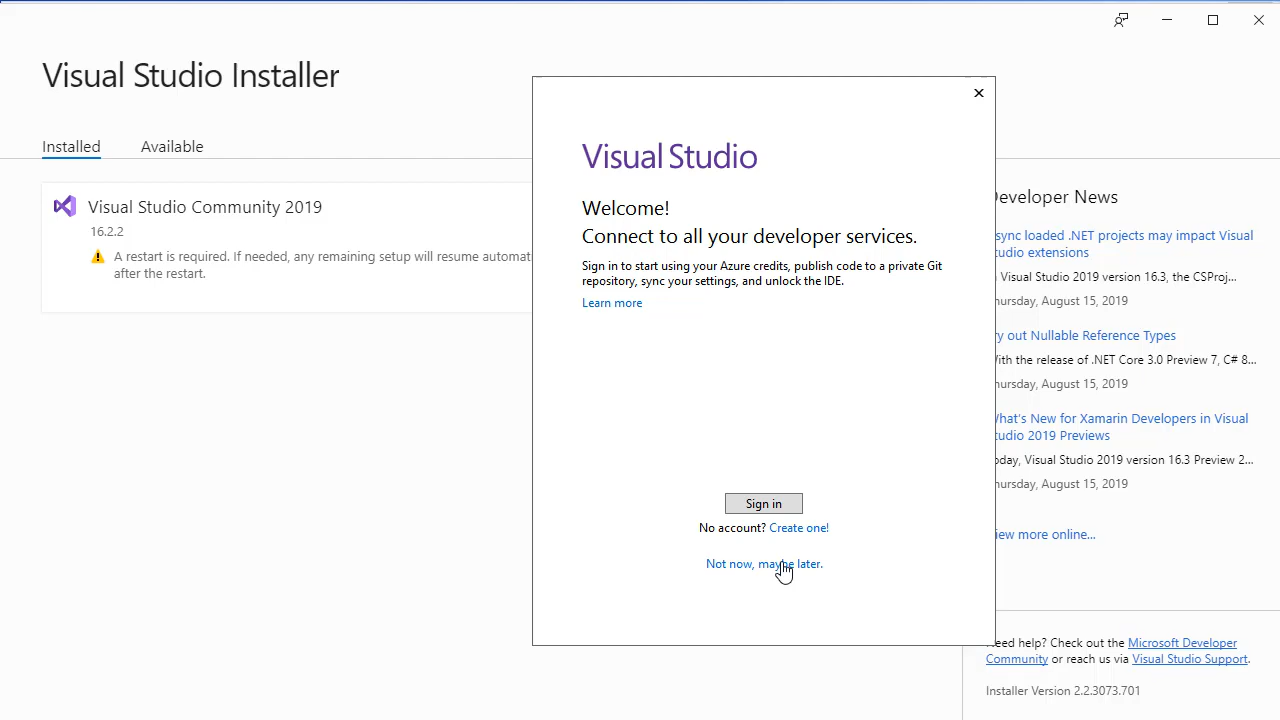 Visual Studio Installer
Installed
Available
Visual Studio Community 2019
16.2.2
A restart is required. If needed, any remaining setup will resume
after the restart.
Visual Studio
Welcome!
Connect to all your developer services.
Sign in to start using your Azure credits, publish code to a private Git
repository, sync your settings, and unlock the IDE.
Learn more
Sign in
No account? Create one!
Not now, maybe later.
Developer News
sync loaded .NET projects may impact Visual
tudio extensions
Visual Studio 2019 version 16.3, the CSProj...
hursday, August 15, 2019
ry out Nullable Reference Types
With the release of .NET Core 3.0 Preview 7, C# 8...
hursday, August 15, 2019
What's New for Xamarin Developers in Visual
tudio 2019 Previews
oday, Visual Studio 2019 version 16.3 Preview 2...
hursday, August 15, 2019
iew more online...
Need help? Check out the Microsoft Developer
Community or reach us via Visual Studio Support.
Installer Version 2.2.3073.701